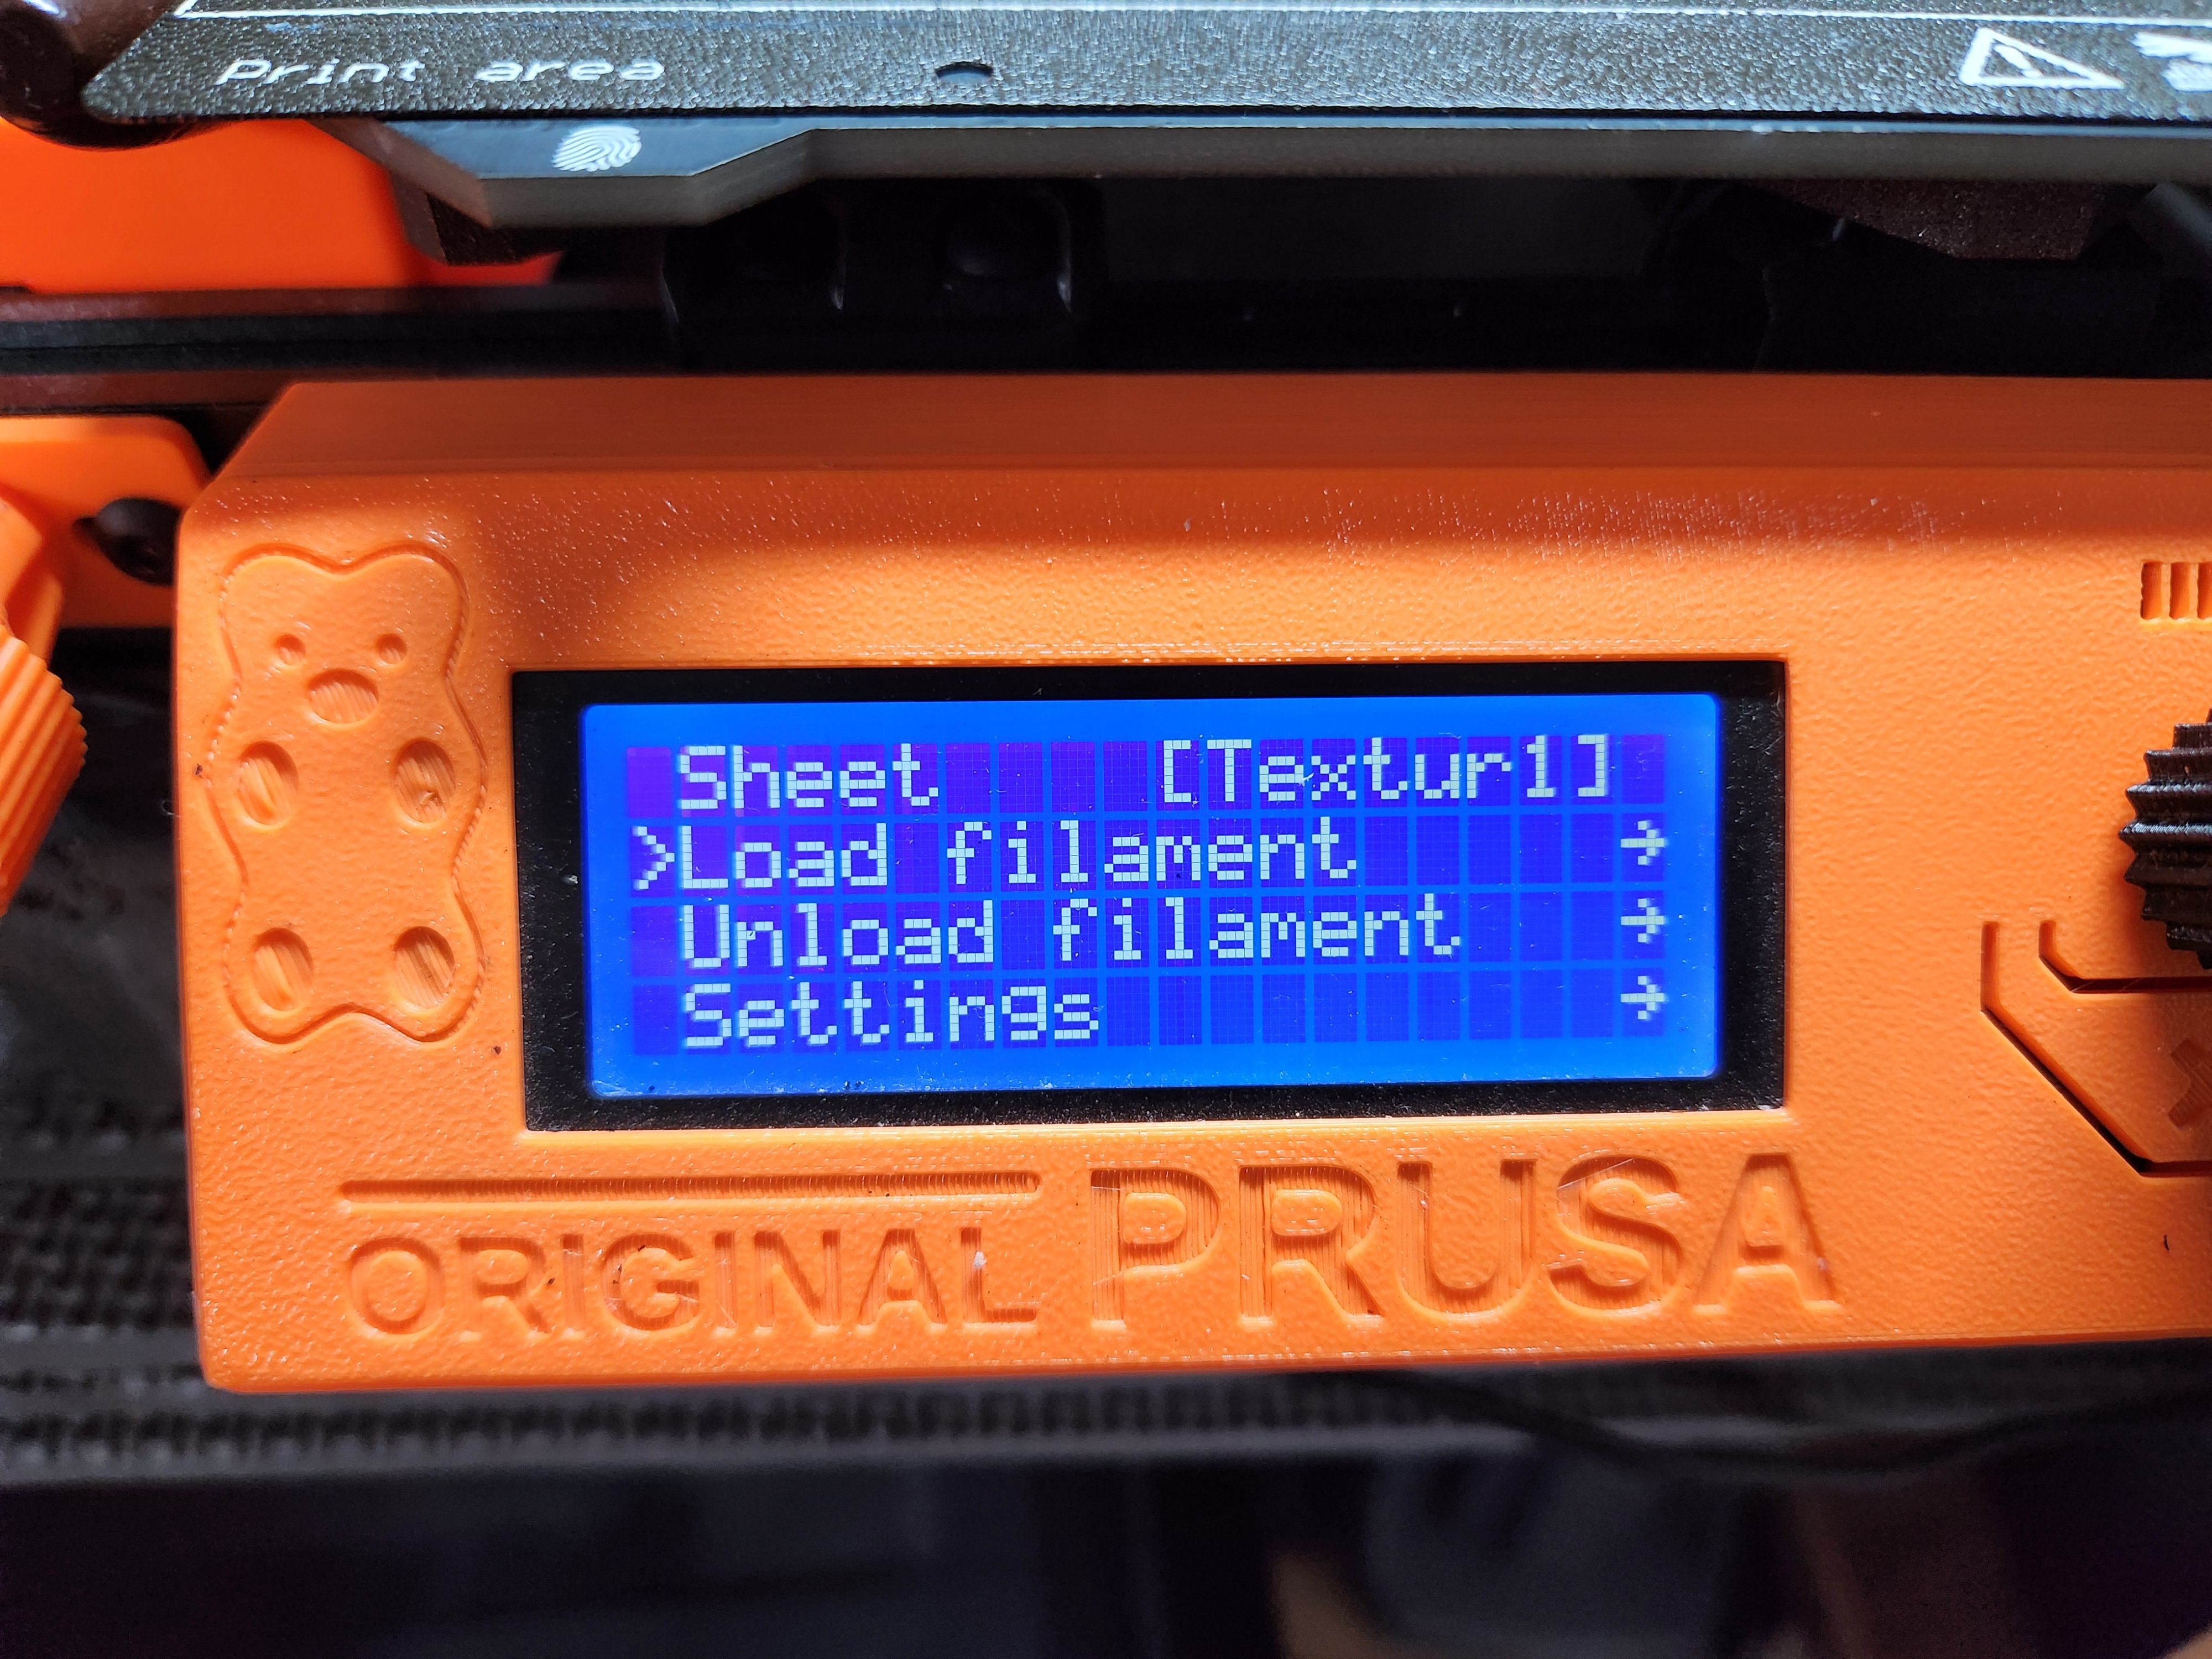 Print area
Sheet [Textur1]
>Load filament →
Unload filament →
Settings →
ORIGINAL PRUSA